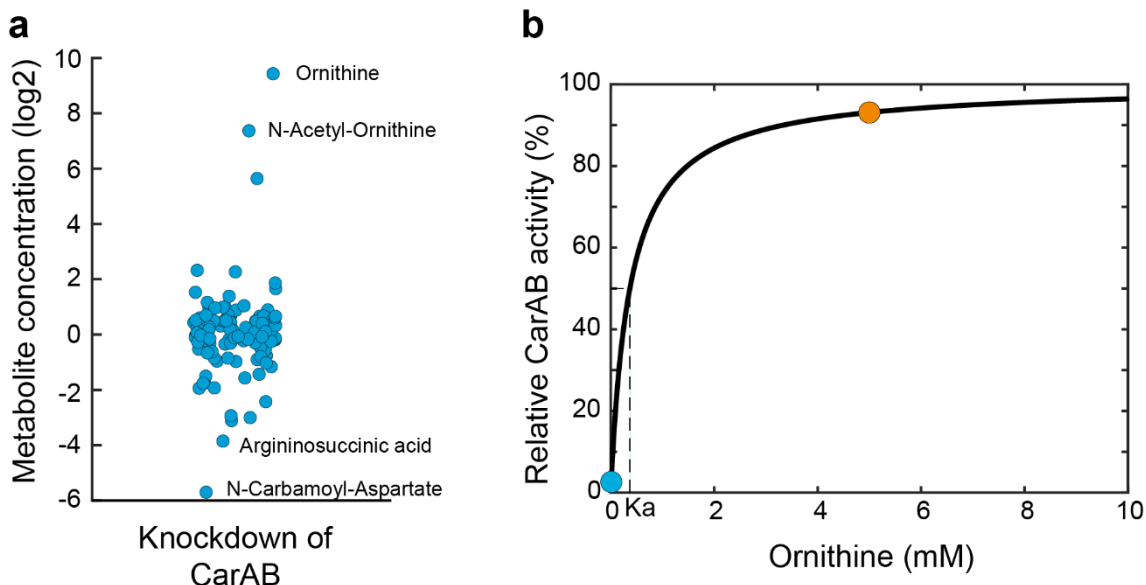 a
Metabolite concentration (log2)
10
8
6
4
2
0
-2
-4
-6
Ornithine
N-Acetyl-Ornithine
Argininosuccinic acid
N-Carbamoyl-Aspartate
Knockdown of
CarAB
b
Relative CarAB activity (%)
100
80
60
40
20
0
0 Ka 2 4 6 8 10
Ornithine (mM)